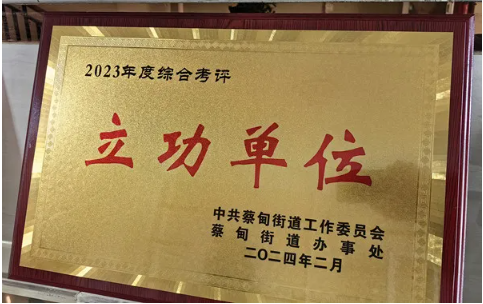 2023年度综合考评
立功单位
中共蔡甸街道工作委员会
蔡甸街道办事处
二〇二四年二月